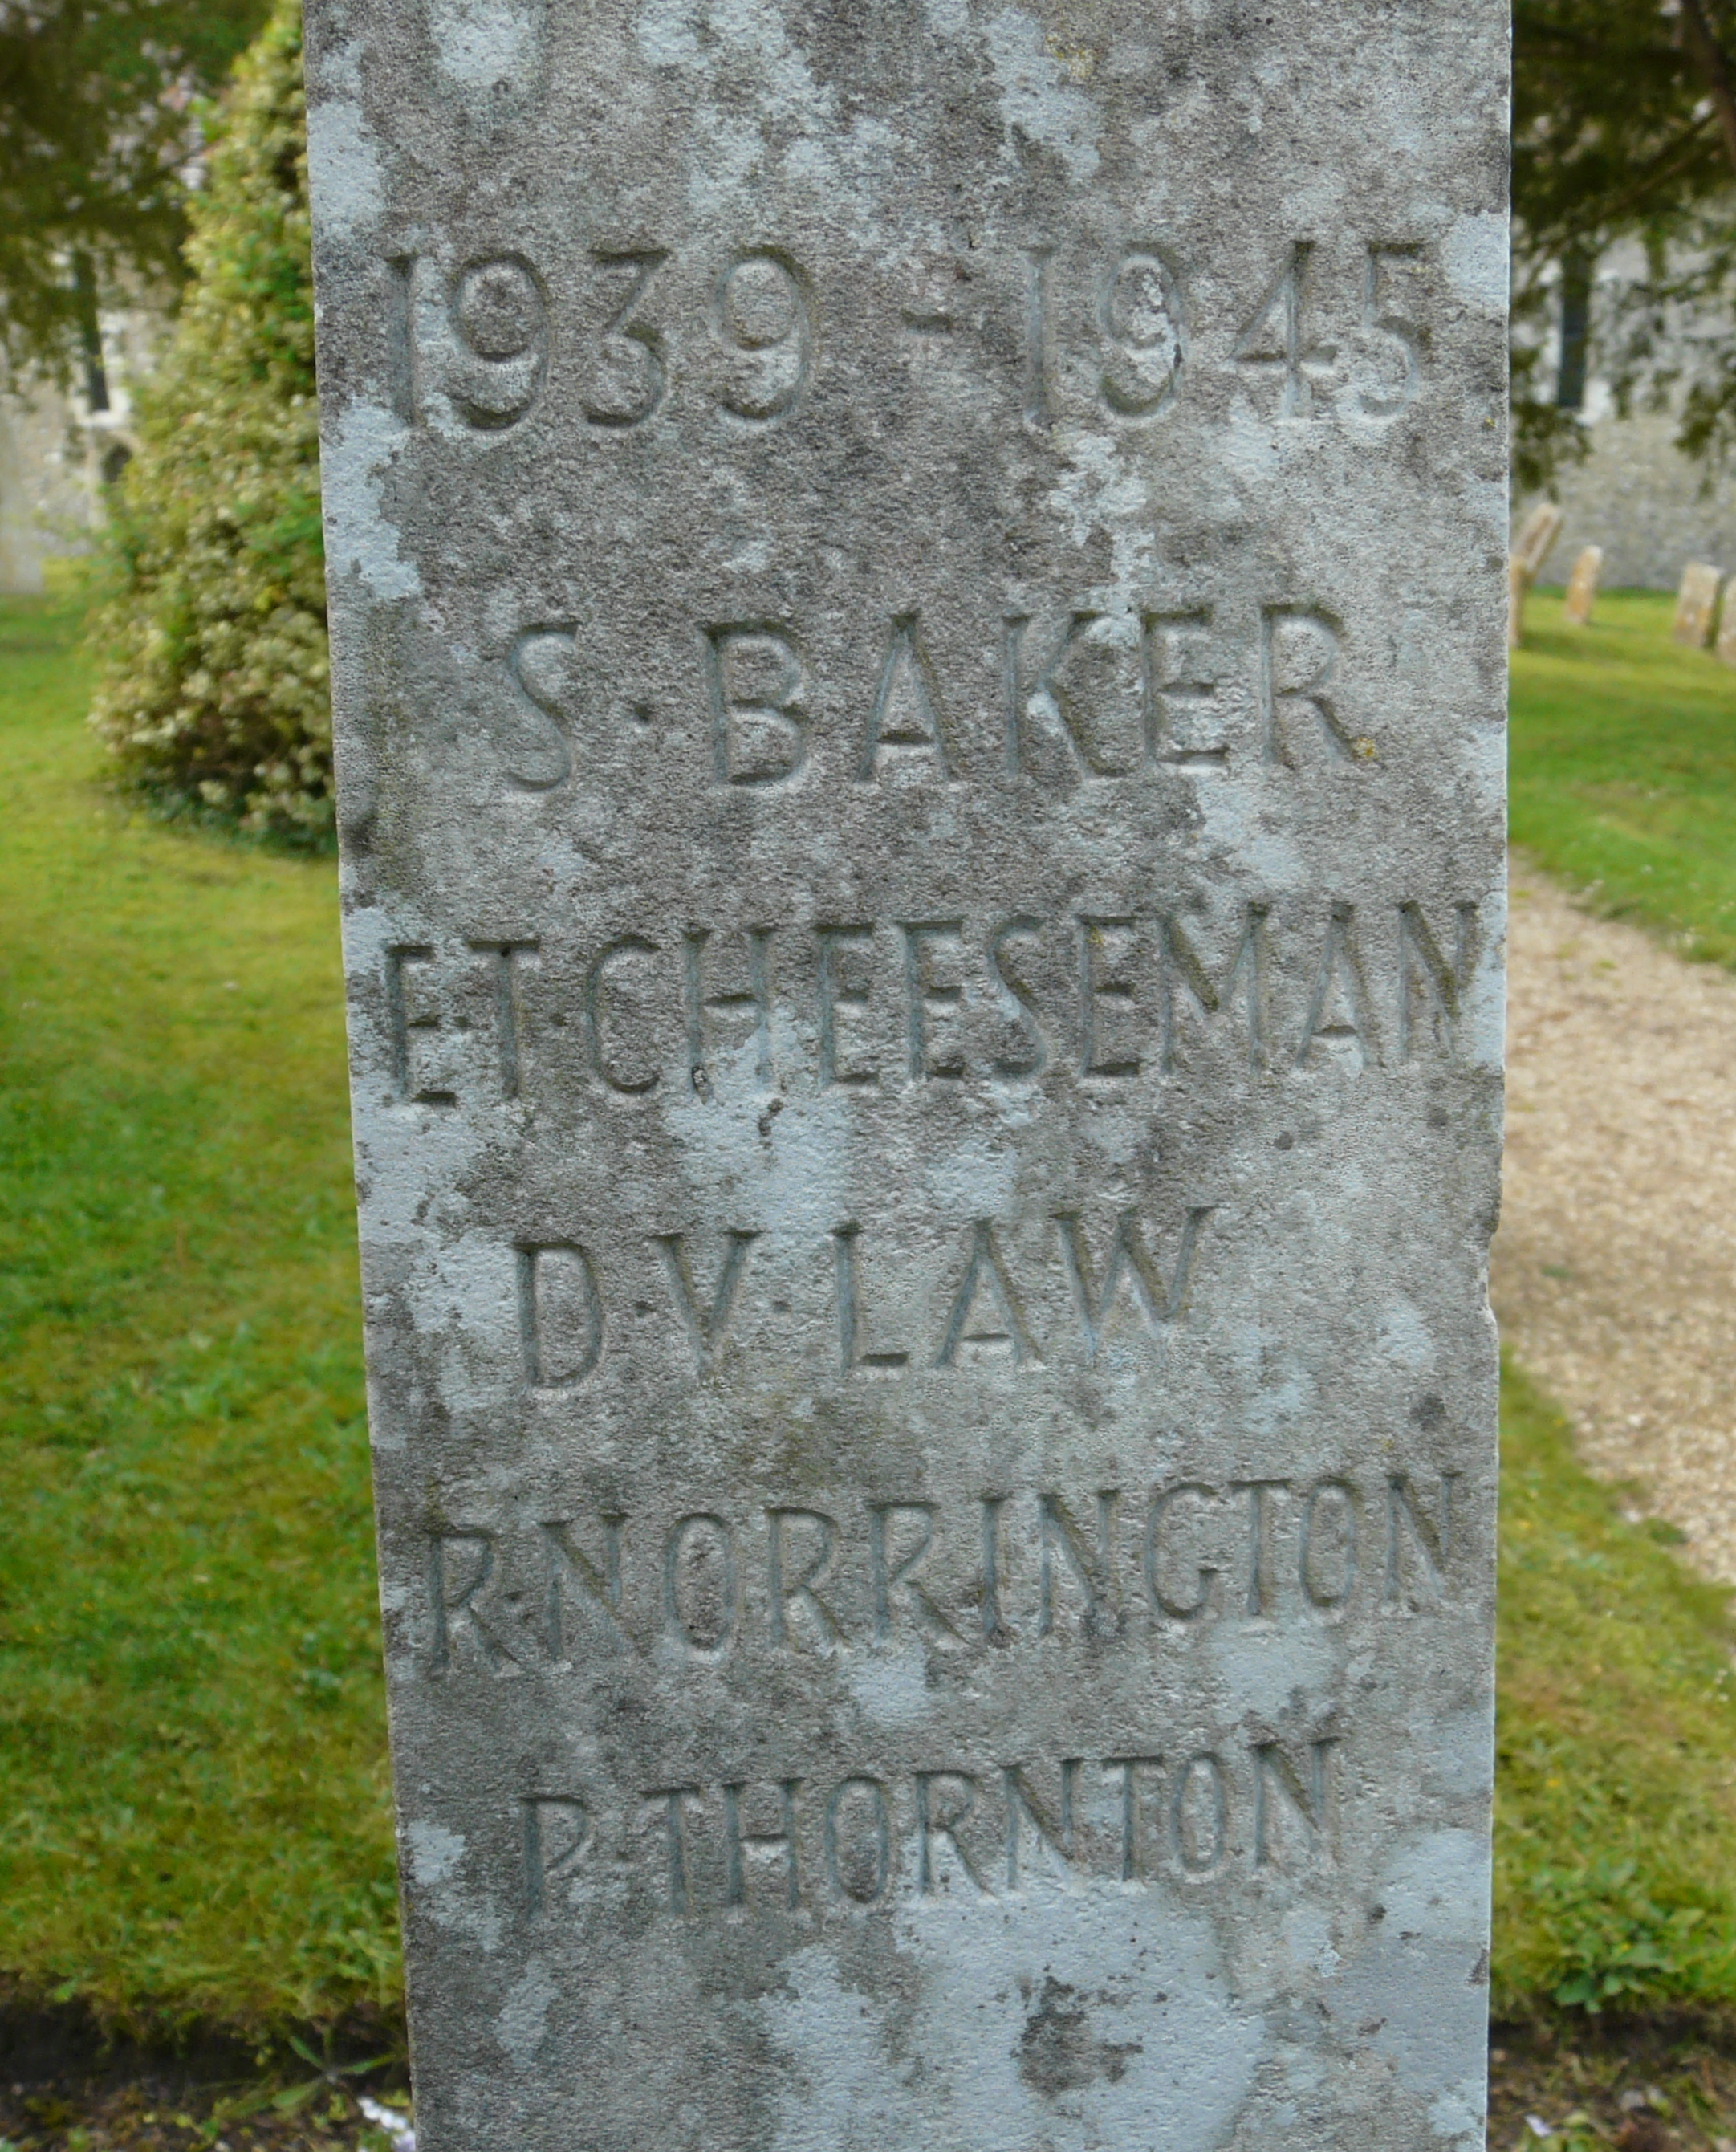 1939 - 1945
S · BAKER
E·T·CHEESEMAN
D·V·LAW
R·NORRINGTON
P·THORNTON